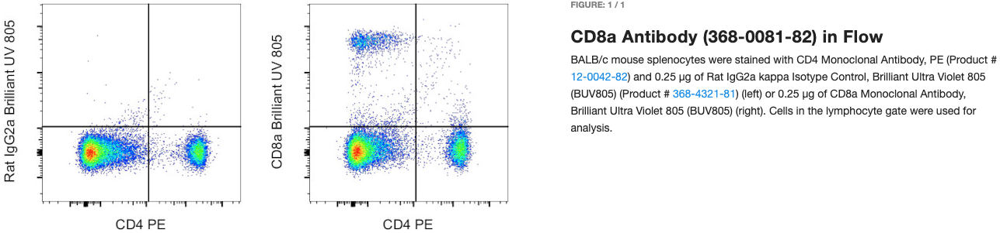 Rat IgG2a Brilliant UV 805
CD4 PE
CD8a Brilliant UV 805
CD4 PE
FIGURE: 1 / 1
CD8a Antibody (368-0081-82) in Flow
BALB/c mouse splenocytes were stained with CD4 Monoclonal Antibody, PE (Product #
12-0042-82) and 0.25 µg of Rat IgG2a kappa Isotype Control, Brilliant Ultra Violet 805
(BUV805) (Product # 368-4321-81) (left) or 0.25 µg of CD8a Monoclonal Antibody,
Brilliant Ultra Violet 805 (BUV805) (right). Cells in the lymphocyte gate were used for
analysis.